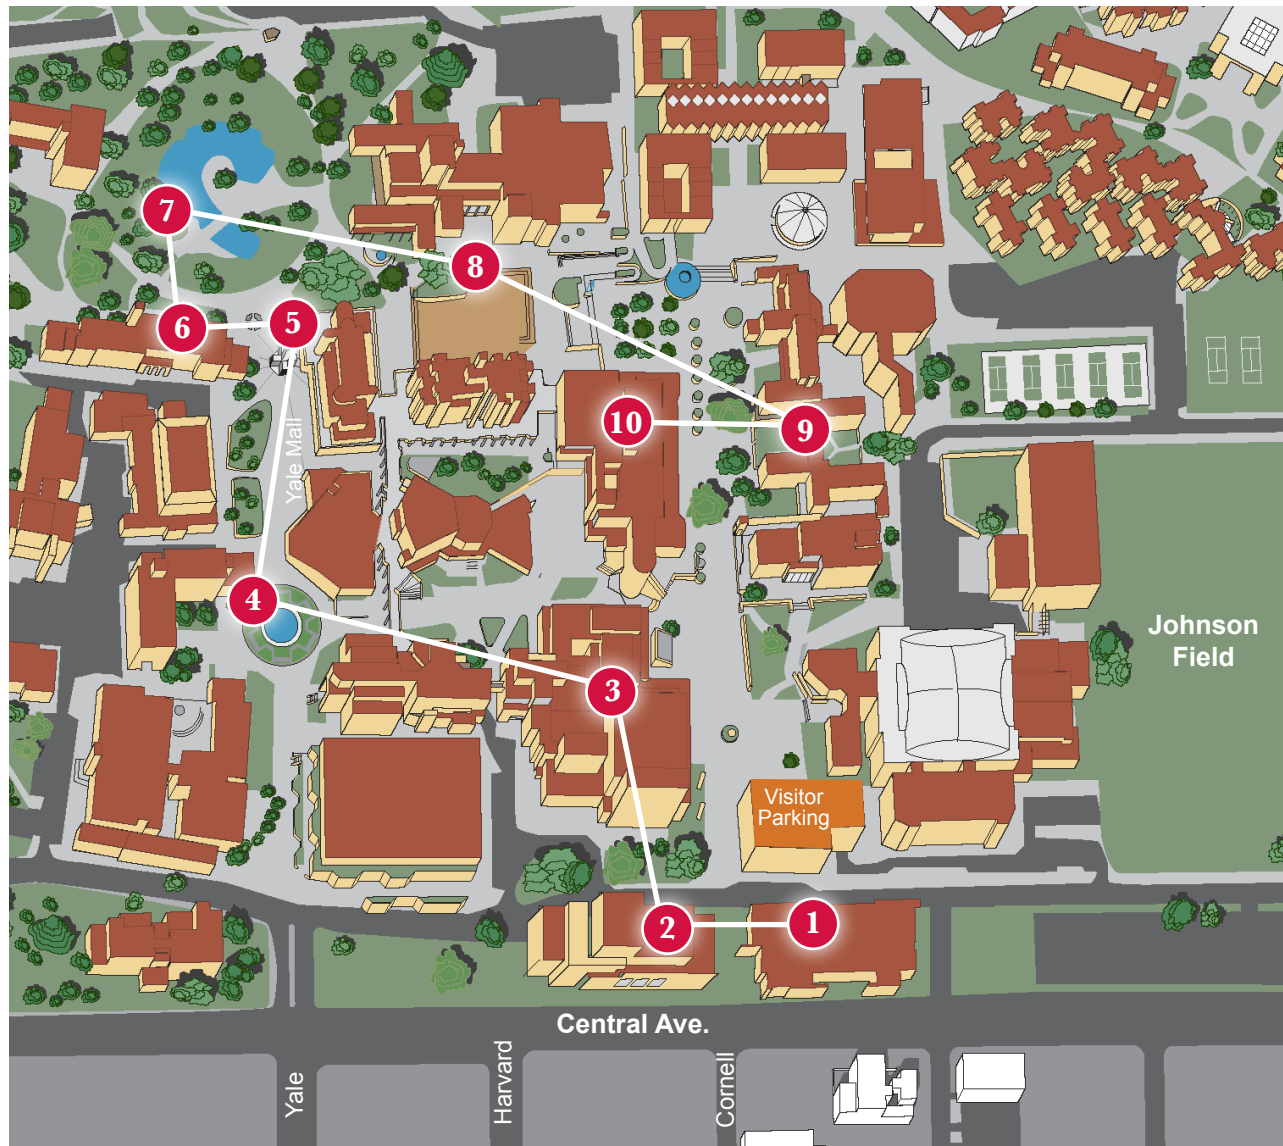 7
8
6
5
10
9
Yale Mall
4
Johnson
Field
3
Visitor
Parking
2
1
Central Ave.
Yale
Harvard
Cornell